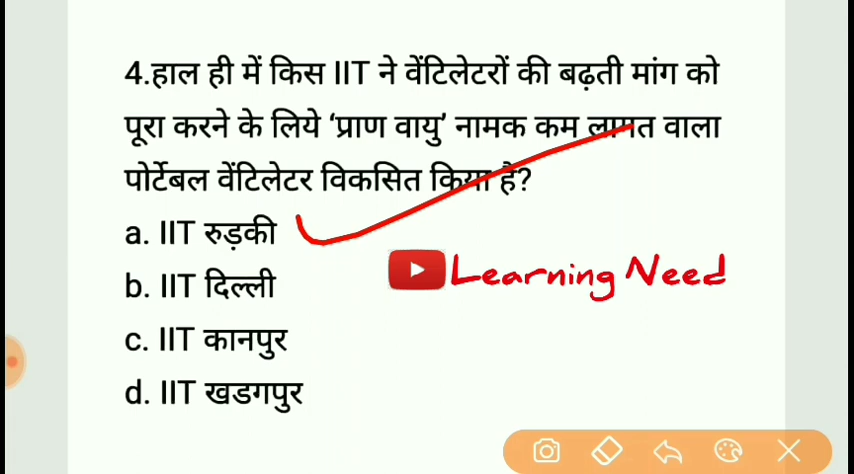 4.हाल ही में किस IIT ने वेंटिलेटरों की बढ़ती मांग को
पूरा करने के लिये ‘प्राण वायु’ नामक कम लागत वाला
पोर्टेबल वेंटिलेटर विकसित किया है?
a. IIT रुड़की
b. IIT दिल्ली
Learning Need
c. IIT कानपुर
d. IIT खडगपुर